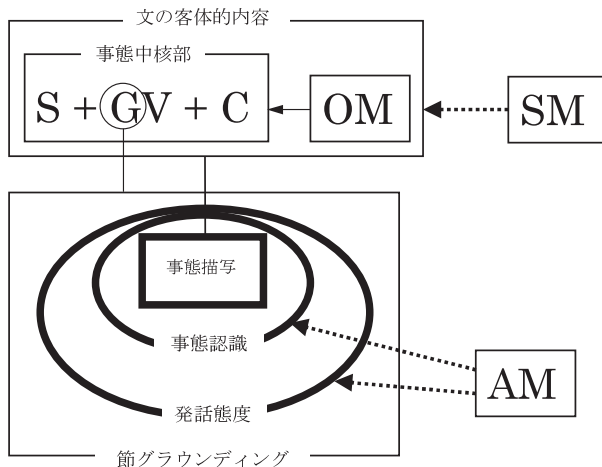 文の客体的内容
事態中核部
S + GV + C
OM
SM
事態描写
事態認識
発話態度
AM
節グラウンディング